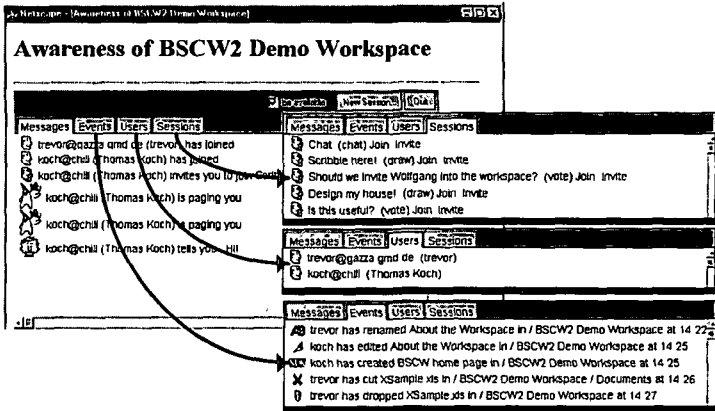 Netscape - [Awareness of BSCW2 Demo Workspace]
Awareness of BSCW2 Demo Workspace
be available New Session!!
Messages Events Users Sessions
trevor@gazza gmd de (trevor) has joined
koch@chili (Thomas Koch) has joined
koch@chili (Thomas Koch) invites you to join
koch@chili (Thomas Koch) is paging you
koch@chili (Thomas Koch) is paging you
koch@chili (Thomas Koch) tells you Hi!
Messages Events Users Sessions
Chat (chat) Join Invite
Scribble here! (draw) Join Invite
Should we invite Wolfgang into the workspace? (vote) Join Invite
Design my house! (draw) Join Invite
Is this useful? (vote) Join Invite
Messages Events Users Sessions
trevor@gazza gmd de (trevor)
koch@chili (Thomas Koch)
Messages Events Users Sessions
trevor has renamed About the Workspace in / BSCW2 Demo Workspace at 14 22
koch has edited About the Workspace in / BSCW2 Demo Workspace at 14 25
koch has created BSCW home page in / BSCW2 Demo Workspace at 14 25
trevor has cut XSample xls in / BSCW2 Demo Workspace / Documents at 14 26
trevor has dropped XSample xls in / BSCW2 Demo Workspace at 14 27